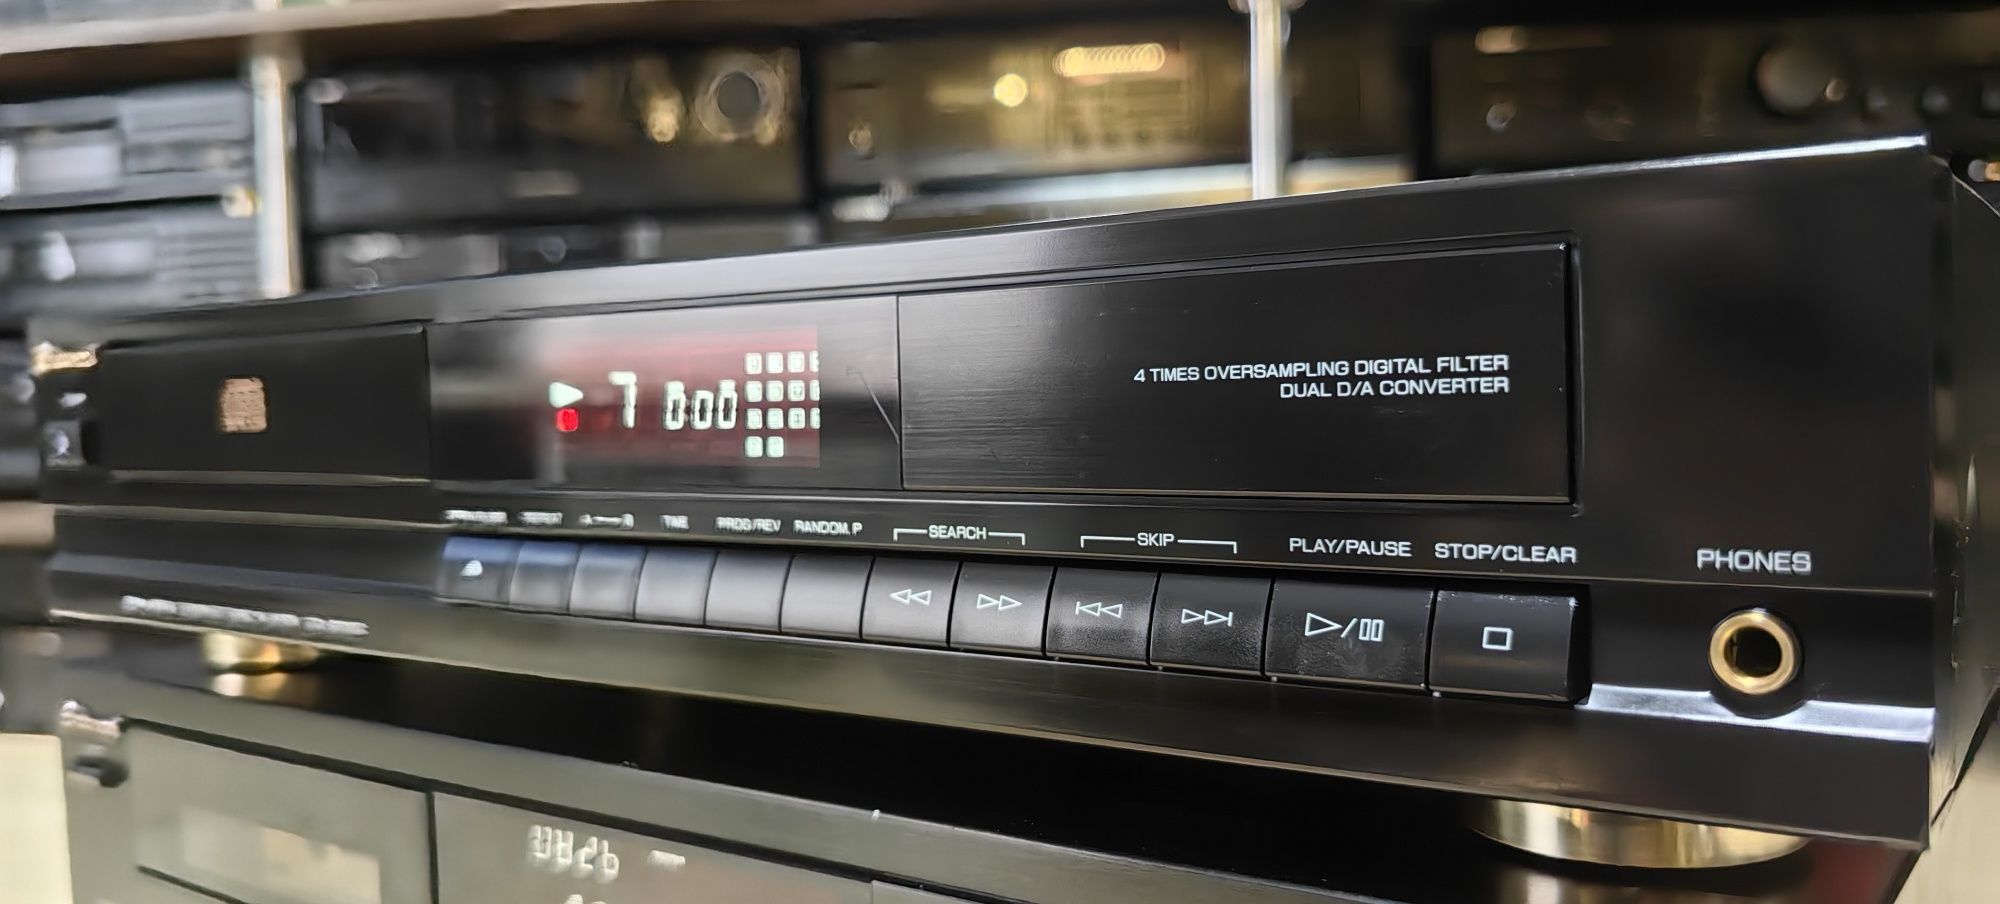 7 0:00
4 TIMES OVERSAMPLING DIGITAL FILTER
DUAL D/A CONVERTER
TIME PROG/REV RANDOM.P SEARCH SKIP PLAY/PAUSE STOP/CLEAR
PHONES